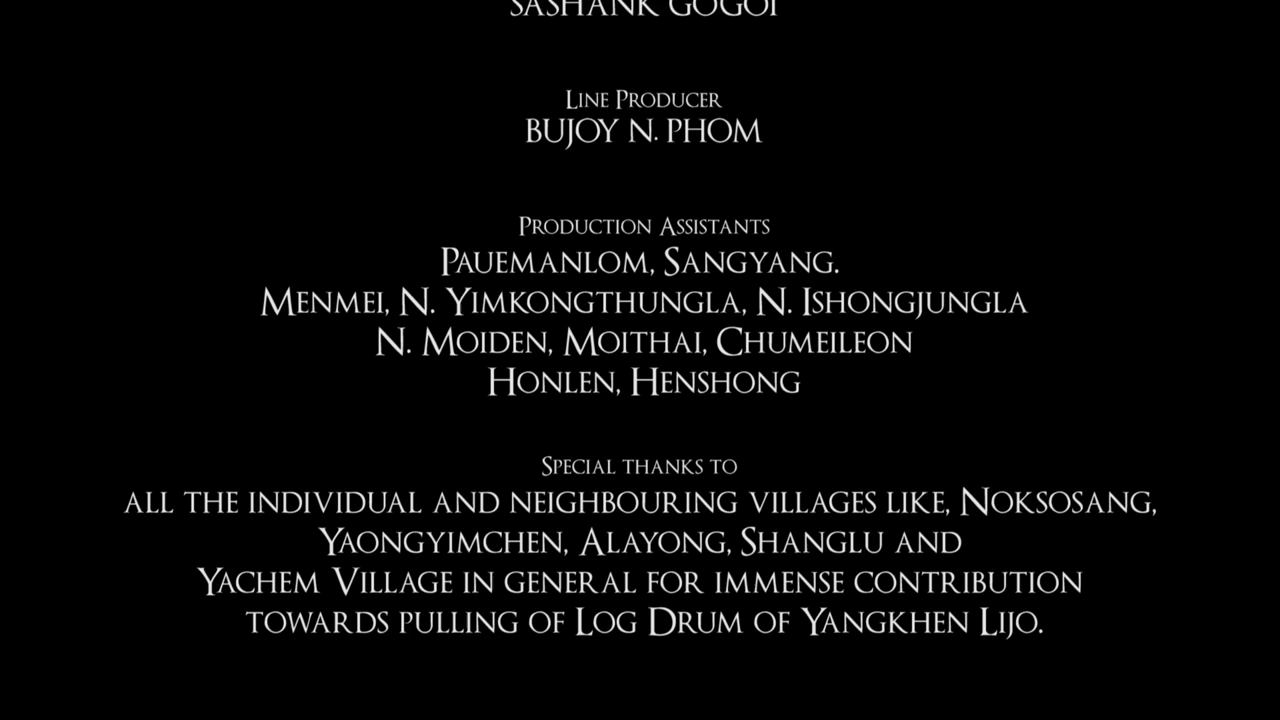 SASHANK GOGOI
Line Producer
BUJOY N. PHOM
Production Assistants
Pauemanlom, Sangyang.
Menmei, N. Yimkongthungla, N. Ishongjungla
N. Moiden, Moithai, Chumeileon
Honlen, Henshong
Special thanks to
all the individual and neighbouring villages like, Noksosang,
Yaongyimchen, Alayong, Shanglu and
Yachem Village in general for immense contribution
towards pulling of Log Drum of Yangkhen Lijo.